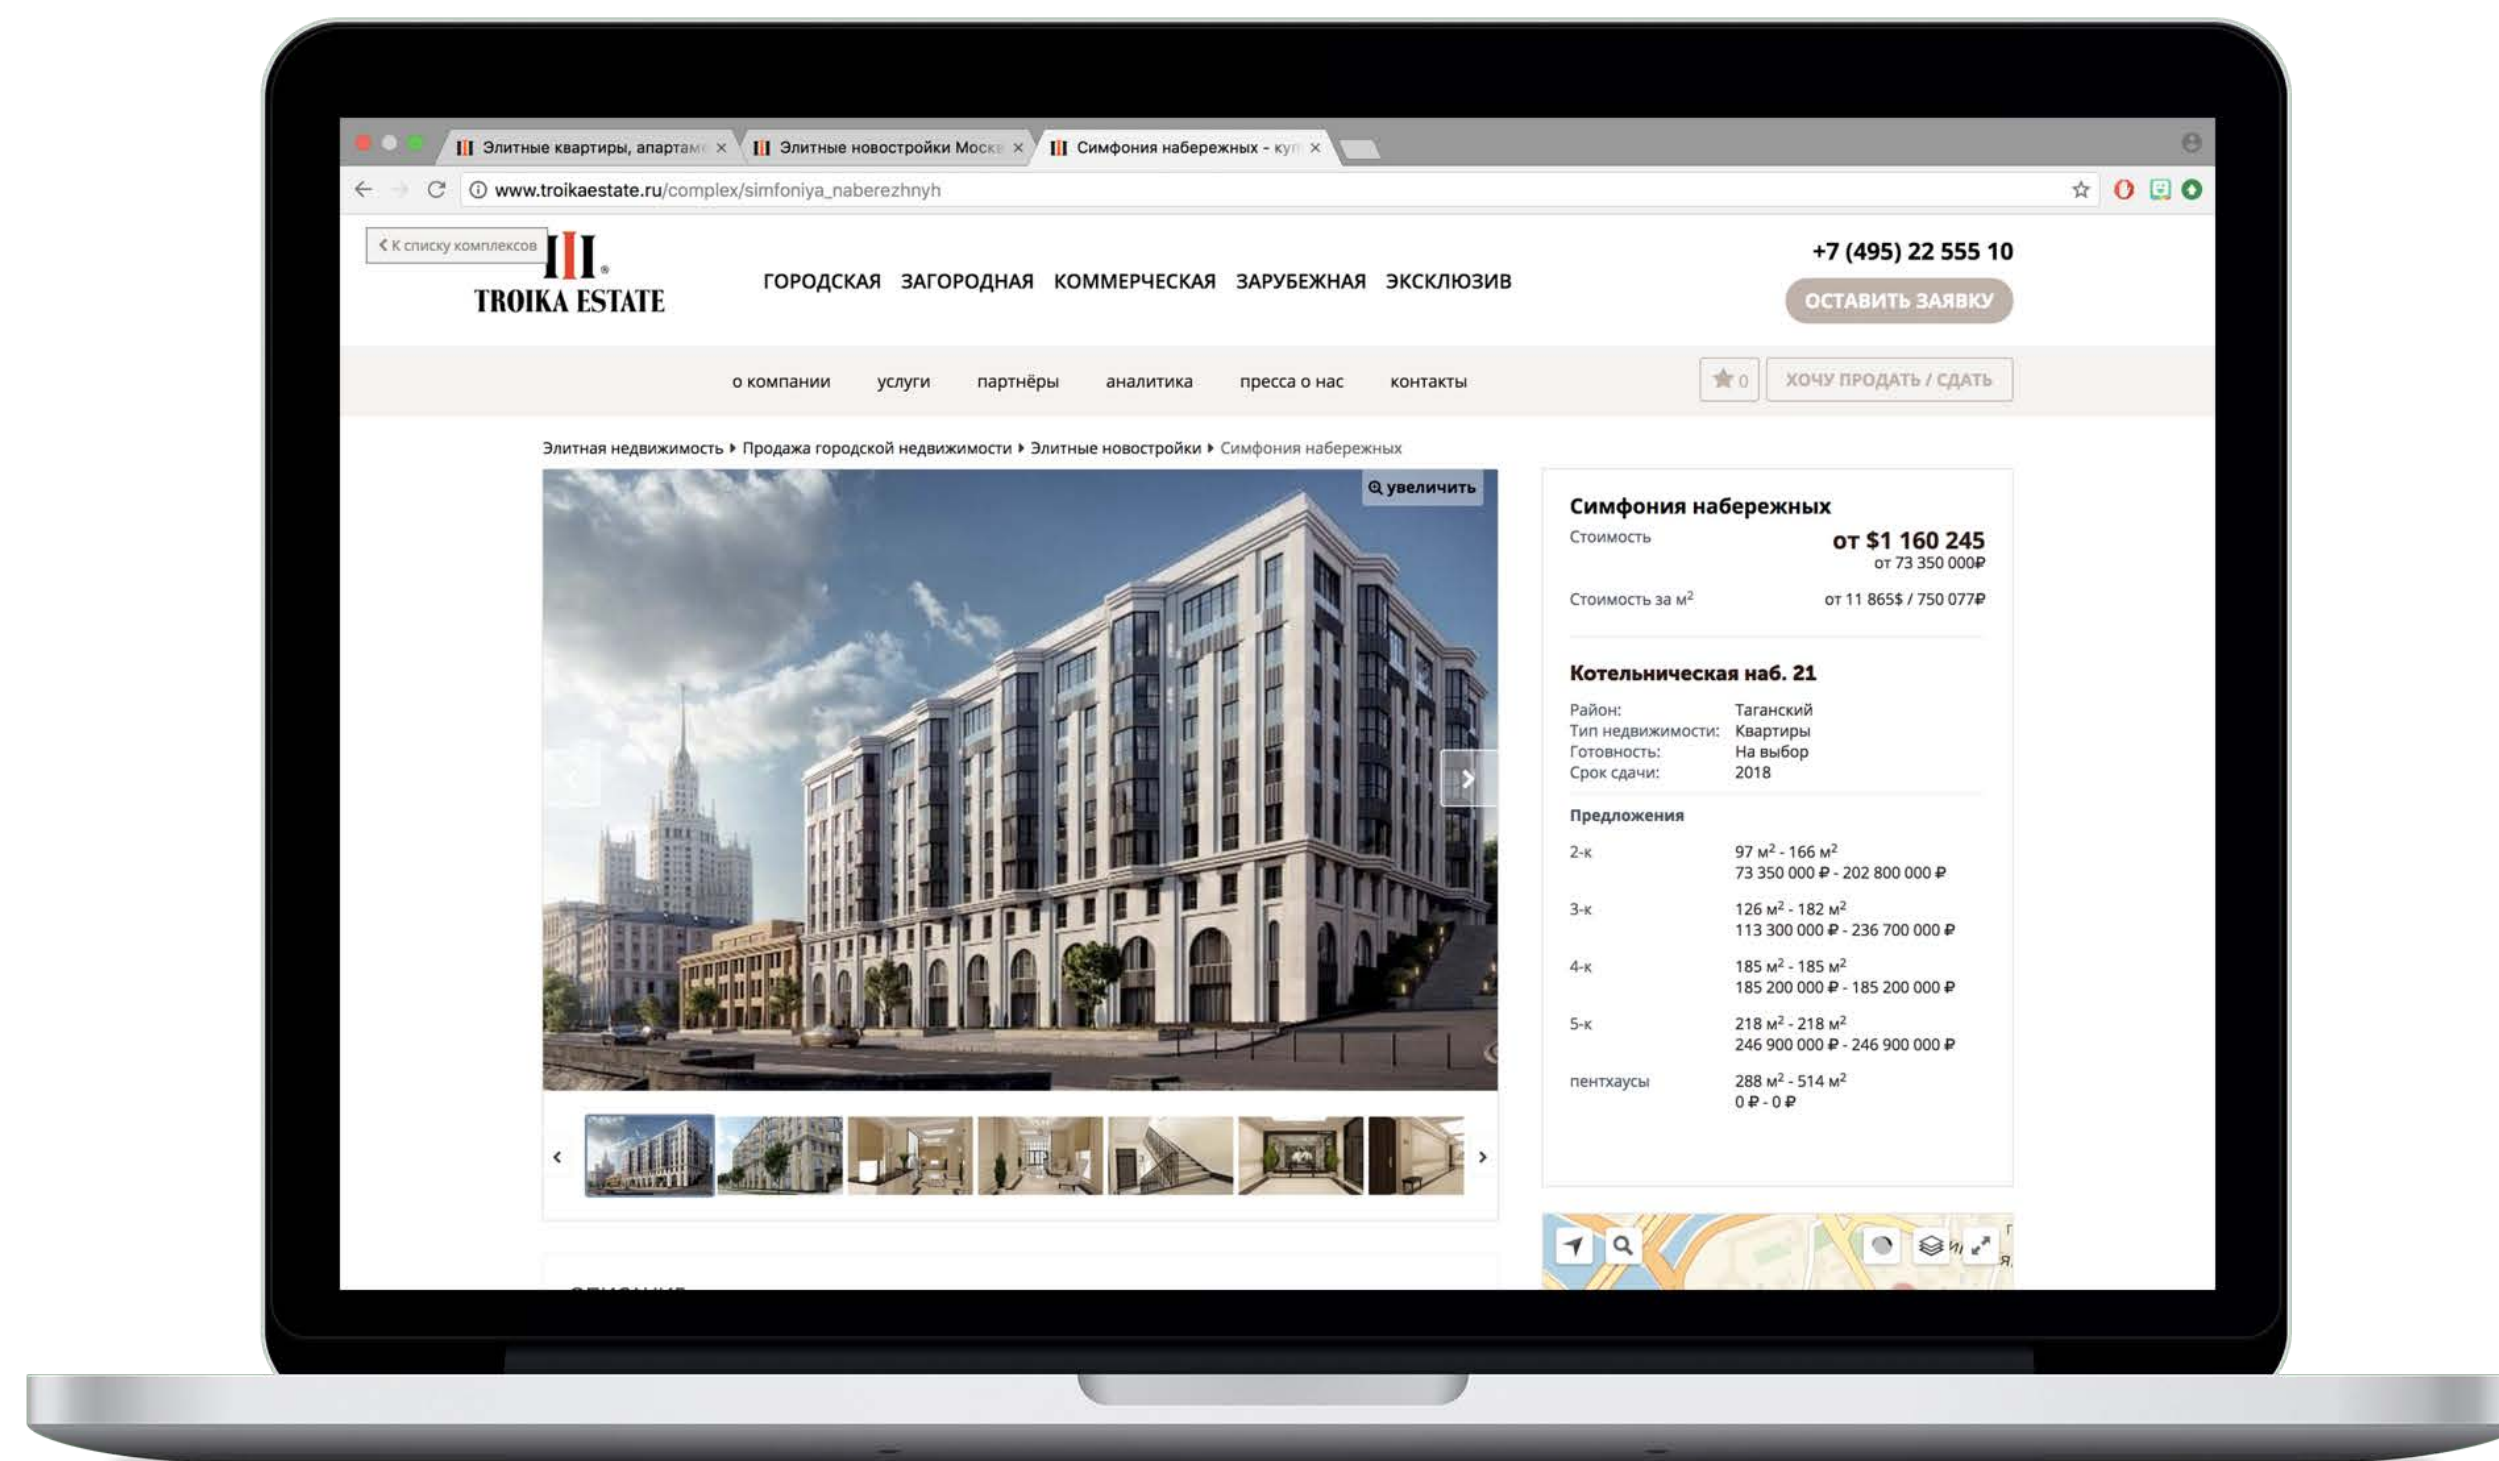 Элитные квартиры, апартам
Элитные новостройки Моск
Симфония набережных - куп
www.troikaestate.ru/complex/simfoniya_naberezhnyh
К списку комплексов
TROIKA ESTATE
ГОРОДСКАЯ ЗАГОРОДНАЯ КОММЕРЧЕСКАЯ ЗАРУБЕЖНАЯ ЭКСКЛЮЗИВ
+7 (495) 22 555 10
ОСТАВИТЬ ЗАЯВКУ
о компании услуги партнёры аналитика пресса о нас контакты
0
ХОЧУ ПРОДАТЬ / СДАТЬ
Элитная недвижимость Продажа городской недвижимости Элитные новостройки Симфония набережных
увеличить
Симфония набережных
Стоимость от $1 160 245
от 73 350 000₽
Стоимость за м² от 11 865$ / 750 077₽
Котельническая наб. 21
Район: Таганский
Тип недвижимости: Квартиры
Готовность: На выбор
Срок сдачи: 2018
Предложения
2-к 97 м² - 166 м²
73 350 000 ₽ - 202 800 000 ₽
3-к 126 м² - 182 м²
113 300 000 ₽ - 236 700 000 ₽
4-к 185 м² - 185 м²
185 200 000 ₽ - 185 200 000 ₽
5-к 218 м² - 218 м²
246 900 000 ₽ - 246 900 000 ₽
пентхаусы 288 м² - 514 м²
0 ₽ - 0 ₽